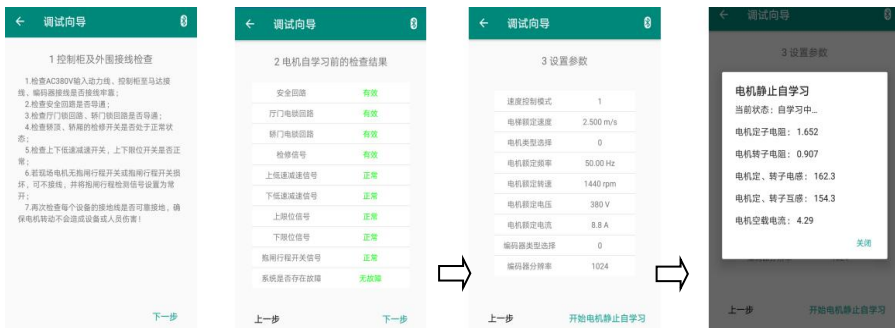 调试向导
1 控制柜及外围接线检查
1.检查AC380V输入动力线，控制柜至马达接
线，编码器接线是否接线牢靠；
2.检查安全回路是否导通；
3.检查厅门锁回路，轿门锁回路是否导通；
4.检查轿顶、轿厢的检修开关是否处于正常状
态；
5.检查上下低速减速开关，上下限位开关是否正
常；
6.若现场电机无抱闸行程开关或抱闸行程开关损
坏，可不接线，并将抱闸行程检测信号设置为常
开；
7.再次检查每个设备的接地线是否可靠接地，确
保电机转动不会造成设备或人员伤害！
下一步
调试向导
2 电机自学习前的检查结果
安全回路 有效
厅门电锁回路 有效
轿门电锁回路 有效
检修信号 有效
上低速减速信号 正常
下低速减速信号 正常
上限位信号 正常
下限位信号 正常
抱闸行程开关信号 正常
系统是否存在故障 无故障
上一步 下一步
调试向导
3 设置参数
速度控制模式 1
电梯额定速度 2.500 m/s
电机类型选择 0
电机额定频率 50.00 Hz
电机额定转速 1440 rpm
电机额定电压 380 V
电机额定电流 8.8 A
编码器类型选择 0
编码器分辨率 1024
上一步 开始电机静止自学习
调试向导
3 设置参数
电机静止自学习
当前状态：自学习中...
电机定子电阻：1.652
电机转子电阻：0.907
电机定、转子电感：162.3
电机定、转子互感：154.3
电机空载电流：4.29
关闭
上一步 开始电机静止自学习